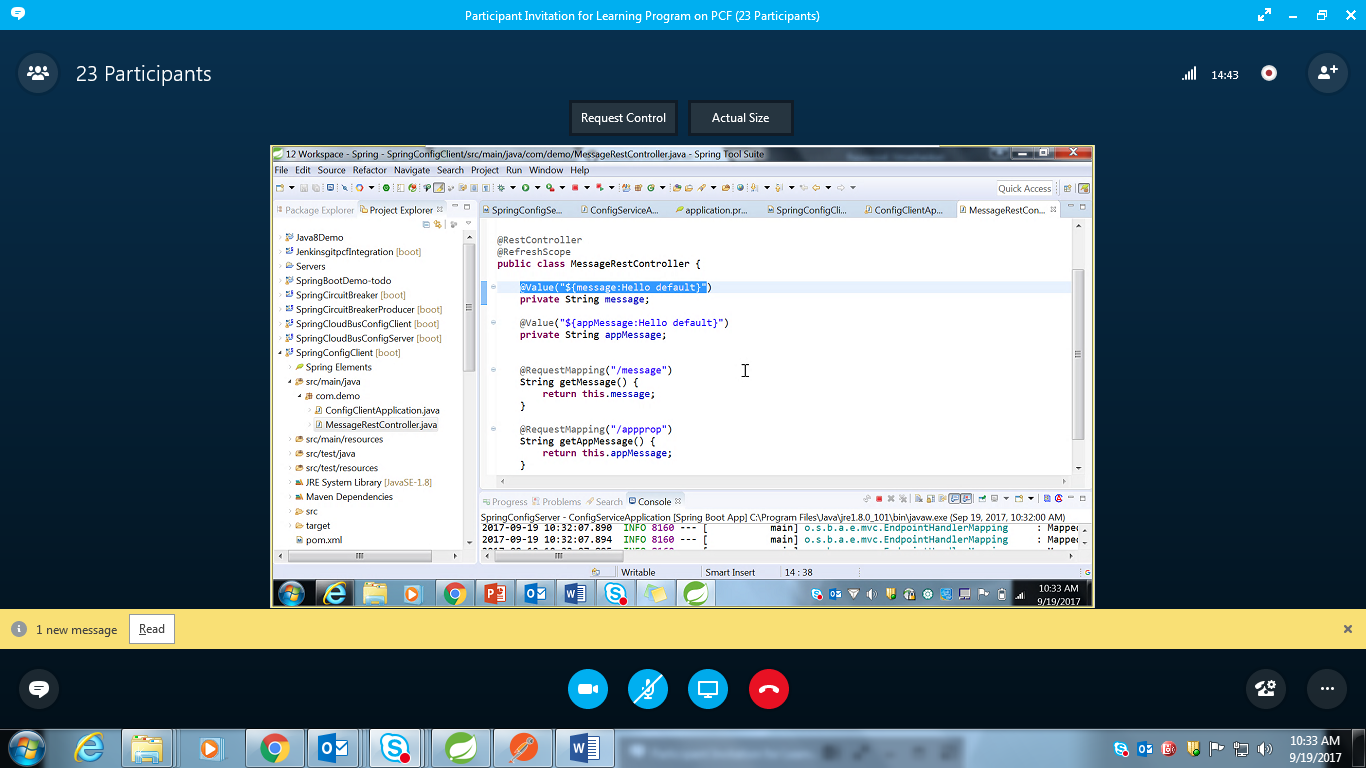 Participant Invitation for Learning Program on PCF (23 Participants)
23 Participants
14:43
Request Control
Actual Size
12 Workspace - Spring - SpringConfigClient/src/main/java/com/demo/MessageRestController.java - Spring Tool Suite
File Edit Source Refactor Navigate Search Project Run Window Help
Quick Access
Package Explorer
Project Explorer
SpringConfigSe...
ConfigServiceA...
application.pr...
SpringConfigCli...
ConfigClientAp...
MessageRestCon...
Java8Demo
JenkinsgitpcfIntegration [boot]
Servers
SpringBootDemo-todo
SpringCircuitBreaker [boot]
SpringCircuitBreakerProducer [boot]
SpringCloudBusConfigClient [boot]
SpringCloudBusConfigServer [boot]
SpringConfigClient [boot]
Spring Elements
src/main/java
com.demo
ConfigClientApplication.java
MessageRestController.java
src/main/resources
src/test/java
src/test/resources
JRE System Library [JavaSE-1.8]
Maven Dependencies
src
target
pom.xml
@RestController
@RefreshScope
public class MessageRestController {
@Value("${message:Hello default}")
private String message;
@Value("${appMessage:Hello default}")
private String appMessage;
@RequestMapping("/message")
String getMessage() {
return this.message;
}
@RequestMapping("/appprop")
String getAppMessage() {
return this.appMessage;
}
Progress
Problems
Search
Console
SpringConfigServer - ConfigServiceApplication [Spring Boot App] C:\Program Files\Java\jre1.8.0_101\bin\javaw.exe (Sep 19, 2017, 10:32:00 AM)
2017-09-19 10:32:07.890 INFO 8160 --- [ main] o.s.b.a.e.mvc.EndpointHandlerMapping : Mapped
2017-09-19 10:32:07.894 INFO 8160 --- [ main] o.s.b.a.e.mvc.EndpointHandlerMapping : Mapped
Writable
Smart Insert
14 : 38
10:33 AM
9/19/2017
1 new message
Read
10:33 AM
9/19/2017